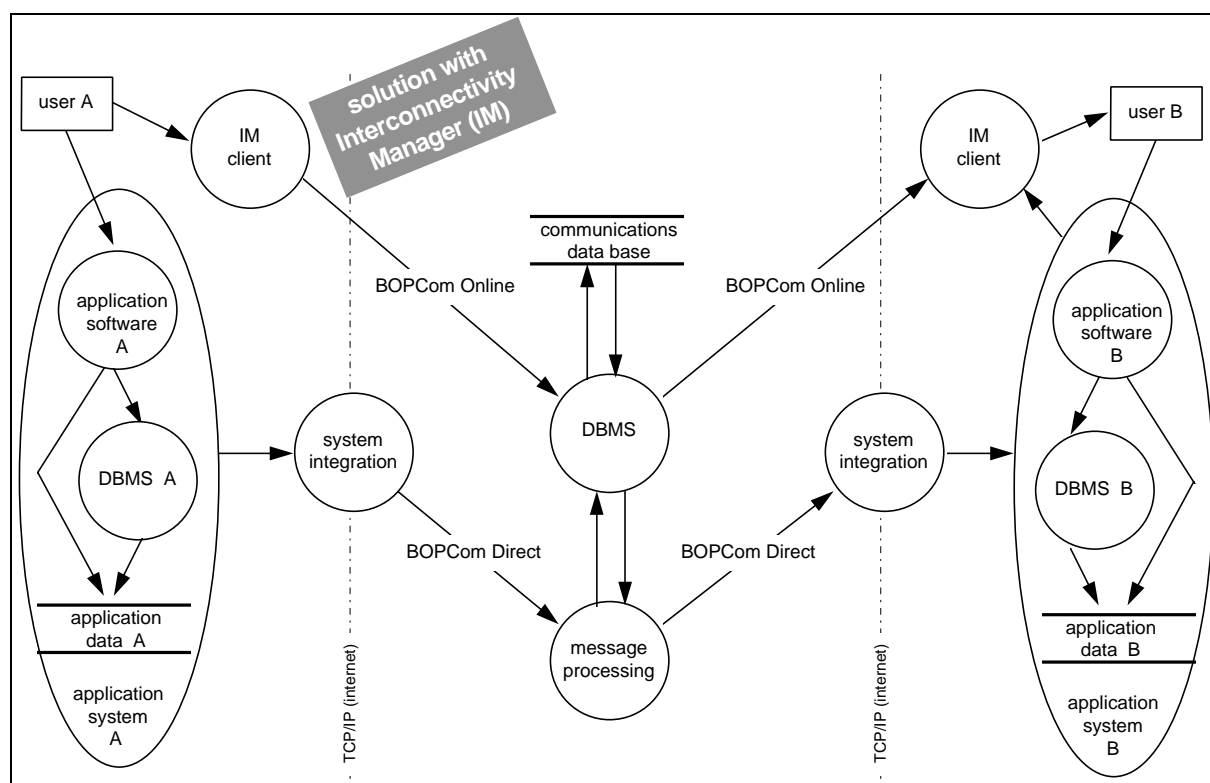 solution with
Interconnectivity
Manager (IM)
user A
IM
client
IM
client
user B
communications
data base
BOPCom Online
BOPCom Online
application
software
A
application
software
B
DBMS
system
integration
system
integration
DBMS A
DBMS B
BOPCom Direct
BOPCom Direct
application
data A
message
processing
application
data B
application
system
A
application
system
B
TCP/IP (internet)
TCP/IP (internet)